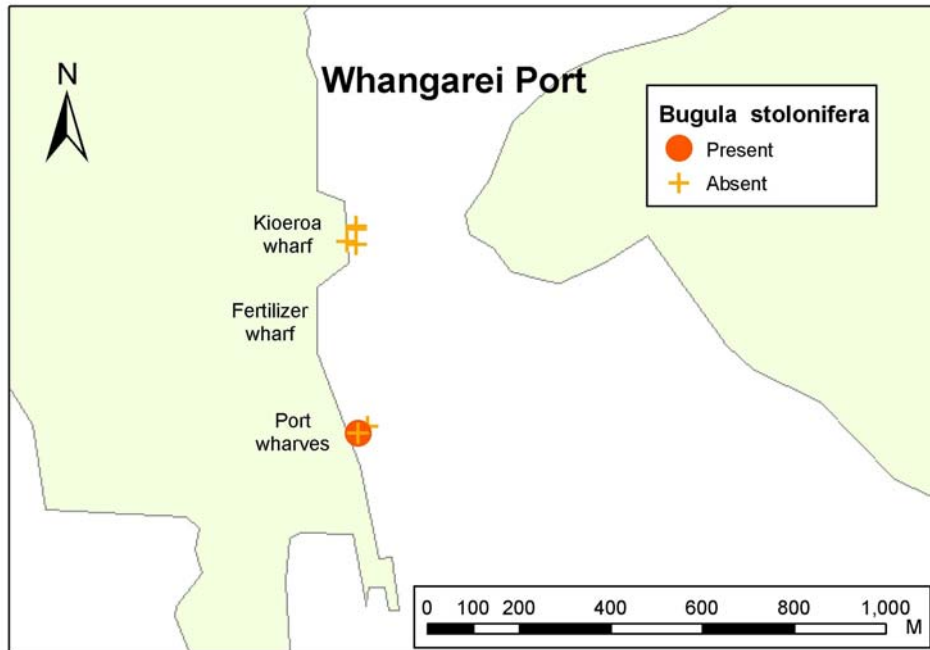 Whangarei Port
N
Bugula stolonifera
Present
Absent
Kioeroa
wharf
Fertilizer
wharf
Port
wharves
0 100 200 400 600 800 1,000
M